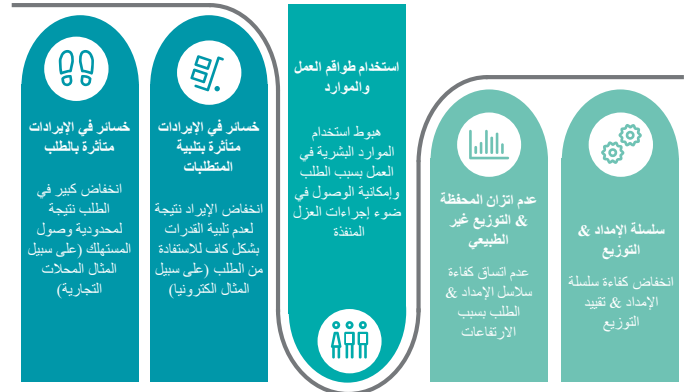 سلسلة الإمداد &
التوزيع
انخفاض كفاءة سلسلة
الإمداد & تقييد
التوزيع
عدم اتزان المحفظة
& التوزيع غير
الطبيعي
عدم اتساق كفاءة
سلاسل الإمداد &
الطلب بسبب
الارتفاعات
استخدام طواقم العمل
والموارد
هبوط استخدام
الموارد البشرية في
العمل بسبب الطلب
وإمكانية الوصول في
ضوء إجراءات العزل
المنفذة
خسائر في الإيرادات
متأثرة بتلبية
المتطلبات
انخفاض الإيراد نتيجة
لعدم تلبية القدرات
بشكل كاف للاستفادة
من الطلب (على سبيل
المثال الكترونيا)
خسائر في الإيرادات
متأثرة بالطلب
انخفاض كبير في
الطلب نتيجة
لمحدودية وصول
المستهلك (على سبيل
المثال المحلات
التجارية)